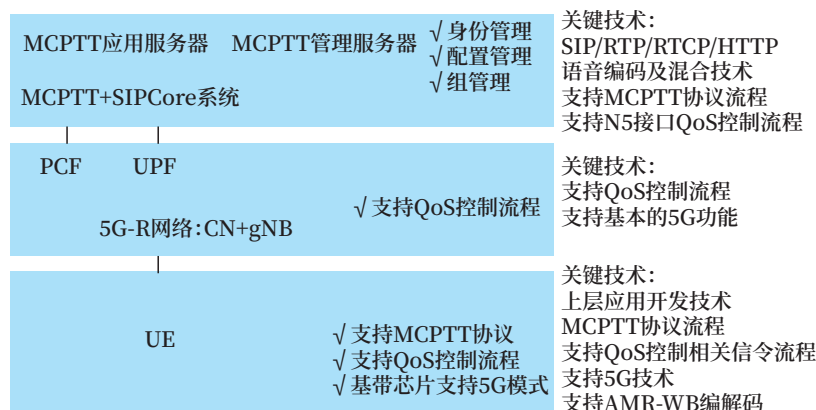 MCPTT应用服务器 MCPTT管理服务器
√ 身份管理
√ 配置管理
√ 组管理
MCPTT+SIPCore系统
关键技术：
SIP/RTP/RTCP/HTTP
语音编码及混合技术
支持MCPTT协议流程
支持N5接口QoS控制流程
PCF UPF
√ 支持QoS控制流程
5G-R网络：CN+gNB
关键技术：
支持QoS控制流程
支持基本的5G功能
UE
√ 支持MCPTT协议
√ 支持QoS控制流程
√ 基带芯片支持5G模式
关键技术：
上层应用开发技术
MCPTT协议流程
支持QoS控制相关信令流程
支持5G技术
支持AMR-WB编解码